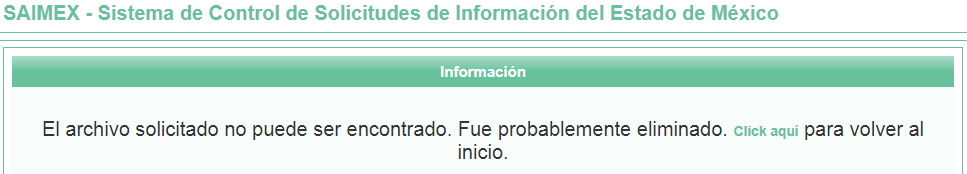 SAIMEX - Sistema de Control de Solicitudes de Información del Estado de México
Información
El archivo solicitado no puede ser encontrado. Fue probablemente eliminado. Click aquí para volver al
inicio.